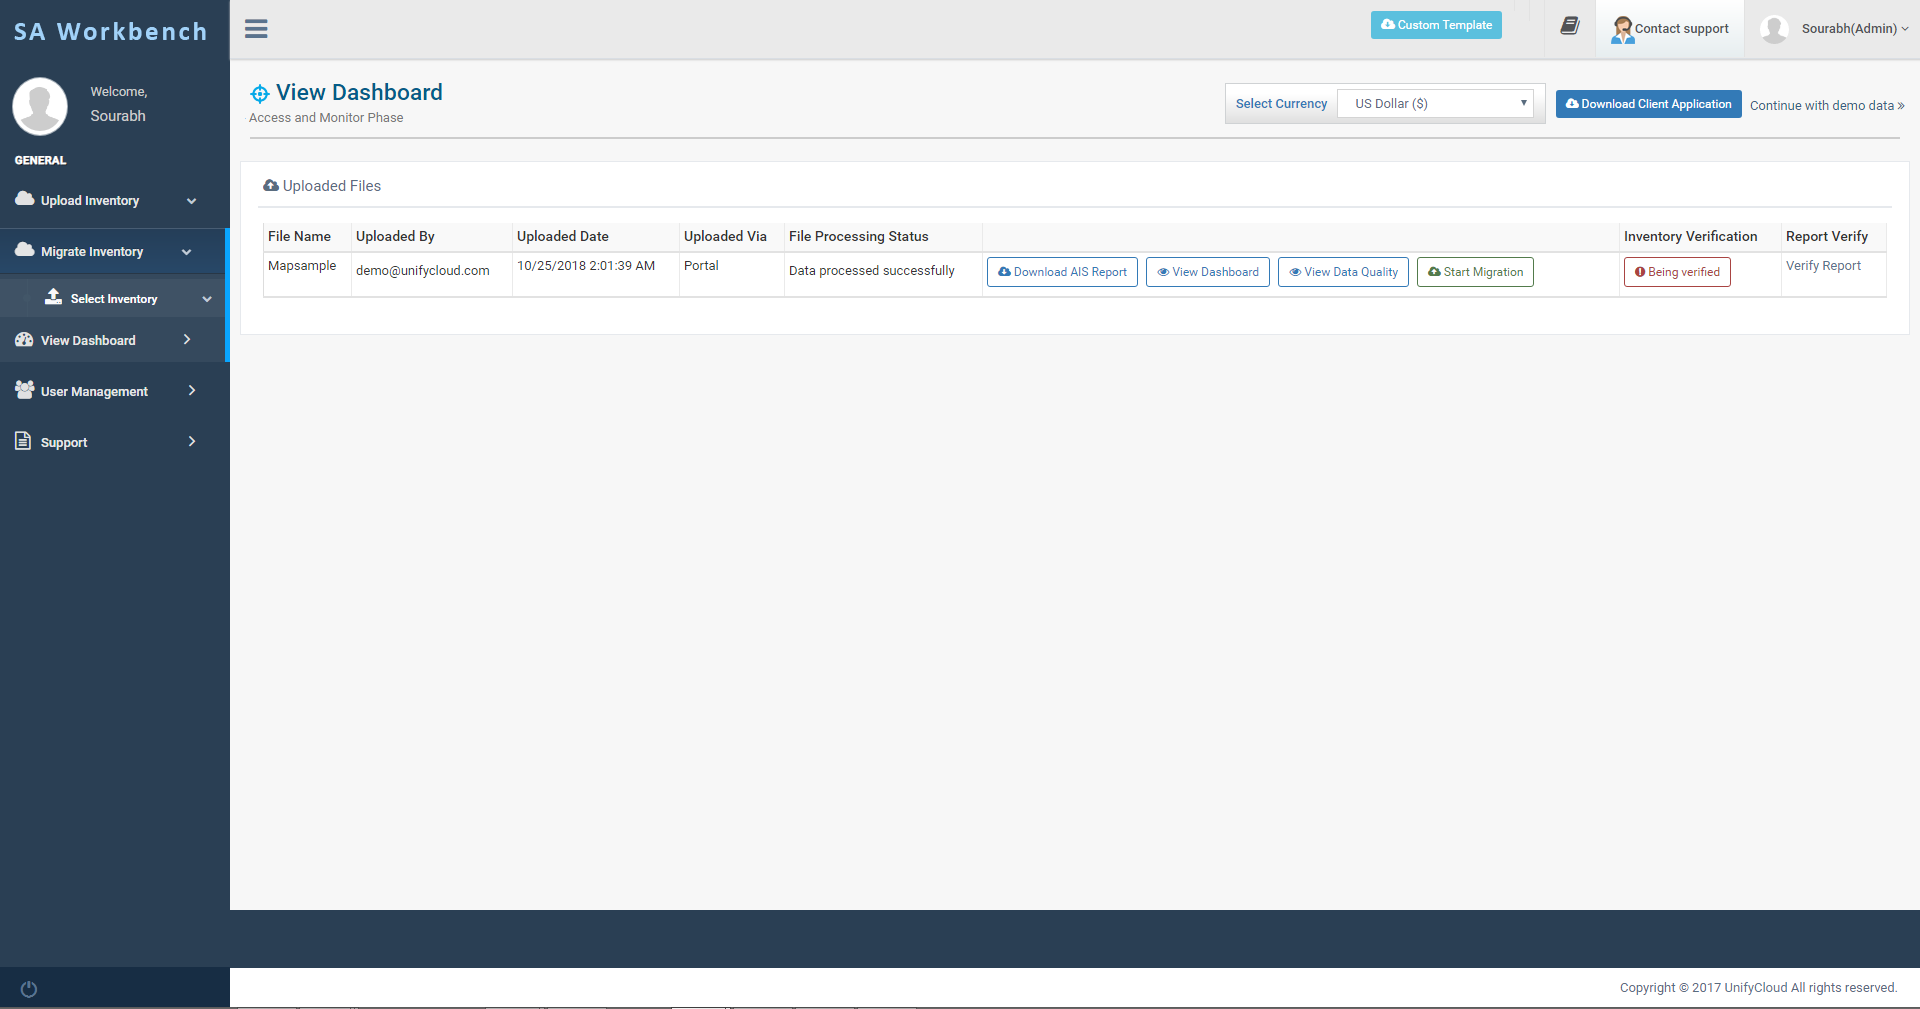 SA Workbench
Custom Template
Contact support
Sourabh(Admin)
Welcome,
Sourabh
GENERAL
Upload Inventory
Migrate Inventory
Select Inventory
View Dashboard
User Management
Support
View Dashboard
Access and Monitor Phase
Select Currency US Dollar ($)
Download Client Application
Continue with demo data »
Uploaded Files
File Name Uploaded By Uploaded Date Uploaded Via File Processing Status Inventory Verification Report Verify
Mapsample demo@unifycloud.com 10/25/2018 2:01:39 AM Portal Data processed successfully Download AIS Report View Dashboard View Data Quality Start Migration Being verified Verify Report
Copyright © 2017 UnifyCloud All rights reserved.